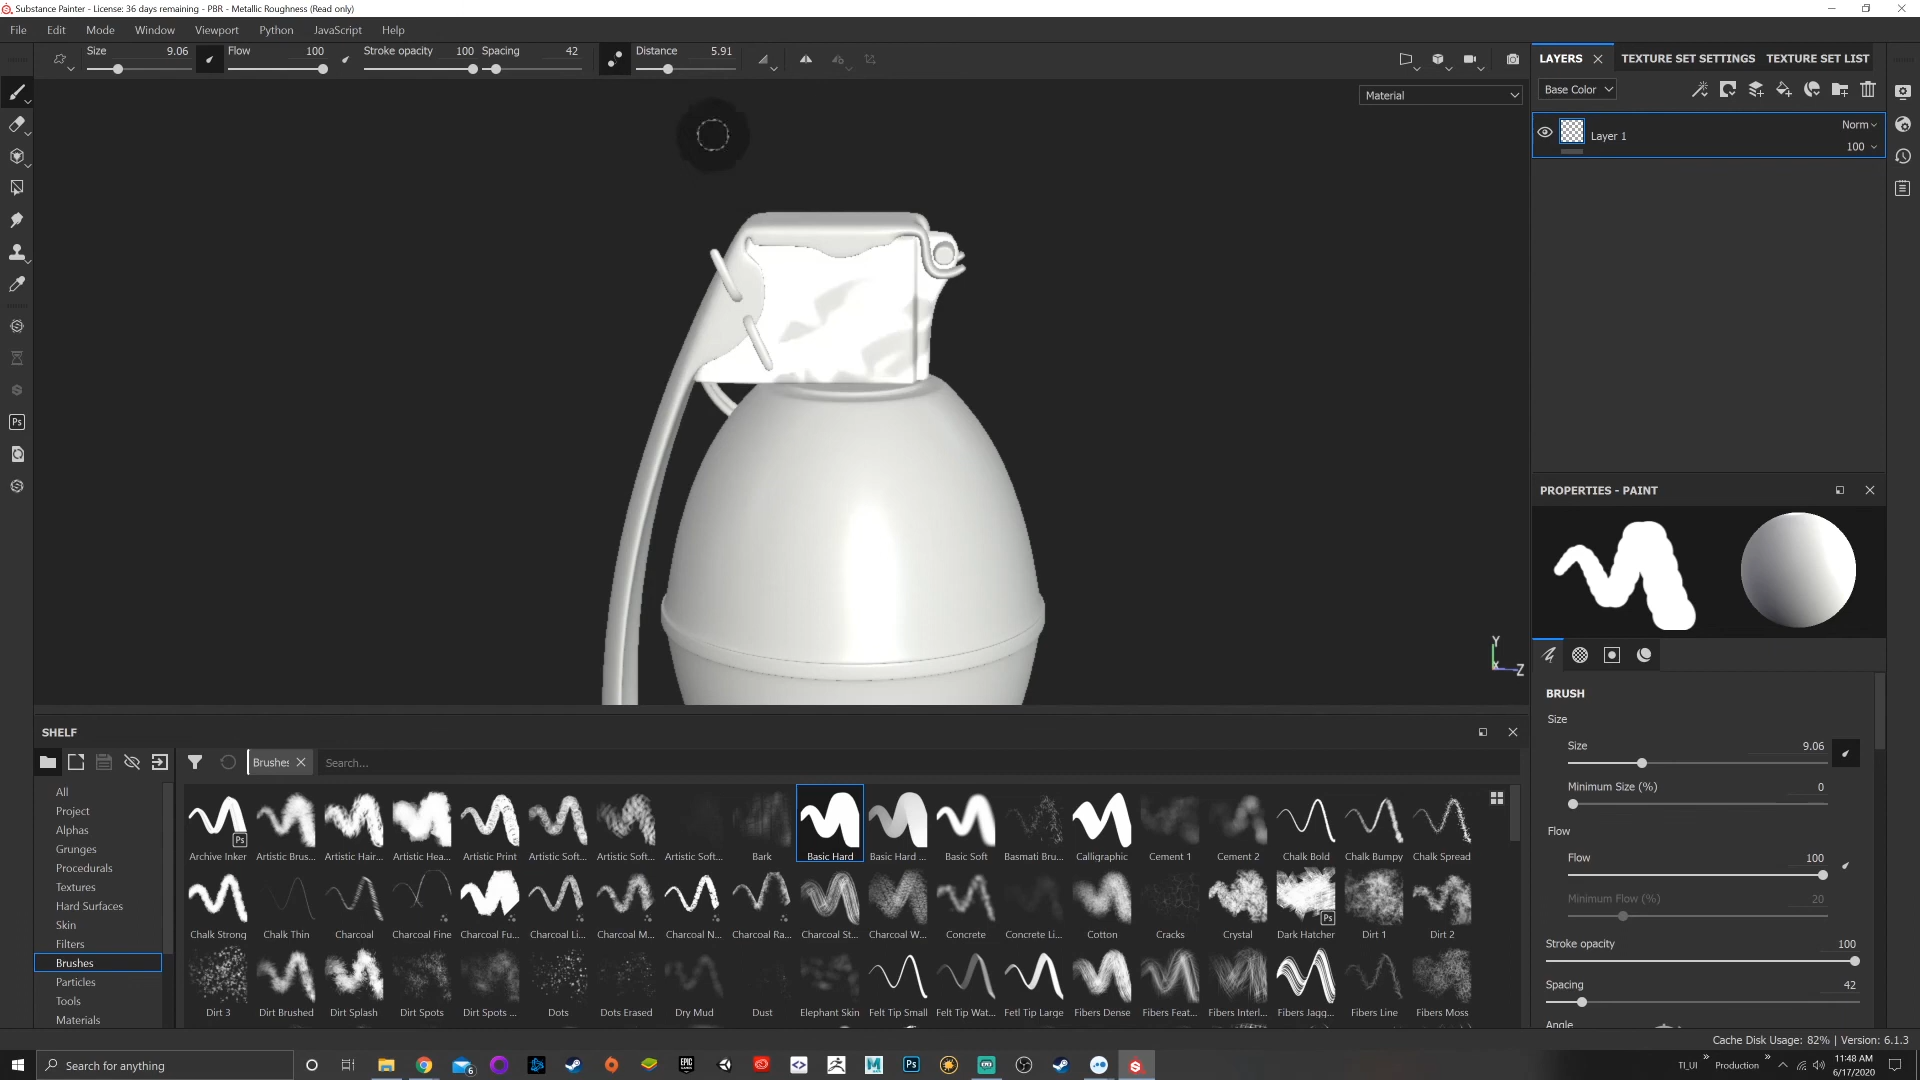 Substance Painter - License: 36 days remaining - PBR - Metallic Roughness (Read only)
File Edit Mode Window Viewport Python JavaScript Help
Size 9.06 Flow 100 Stroke opacity 100 Spacing 42 Distance 5.91
LAYERS TEXTURE SET SETTINGS TEXTURE SET LIST
Material
Base Color
Layer 1
Norm
100
Ps
PROPERTIES - PAINT
Y
X
Z
BRUSH
Size
Size 9.06
Minimum Size (%) 0
Flow
Flow 100
Minimum Flow (%) 20
Stroke opacity 100
Spacing 42
Angle
SHELF
Brushes Search...
All
Project
Alphas
Grunges
Procedurals
Textures
Hard Surfaces
Skin
Filters
Brushes
Particles
Tools
Materials
Ps
Archive Inker Artistic Brus... Artistic Hair... Artistic Hea... Artistic Print Artistic Soft... Artistic Soft... Artistic Soft... Bark Basic Hard Basic Hard ... Basic Soft Basmati Bru... Calligraphic Cement 1 Cement 2 Chalk Bold Chalk Bumpy Chalk Spread
Ps
Chalk Strong Chalk Thin Charcoal Charcoal Fine Charcoal Fu... Charcoal Li... Charcoal M... Charcoal N... Charcoal Ra... Charcoal St... Charcoal W... Concrete Concrete Li... Cotton Cracks Crystal Dark Hatcher Dirt 1 Dirt 2
Dirt 3 Dirt Brushed Dirt Splash Dirt Spots Dirt Spots ... Dots Dots Erased Dry Mud Dust Elephant Skin Felt Tip Small Felt Tip Wat... Fetl Tip Large Fibers Dense Fibers Feat... Fibers Interl... Fibers Jagg... Fibers Line Fibers Moss
Cache Disk Usage: 82% | Version: 6.1.3
Search for anything
6
EPIC
M
Ps
TI_UI
Production
11:48 AM
6/17/2020